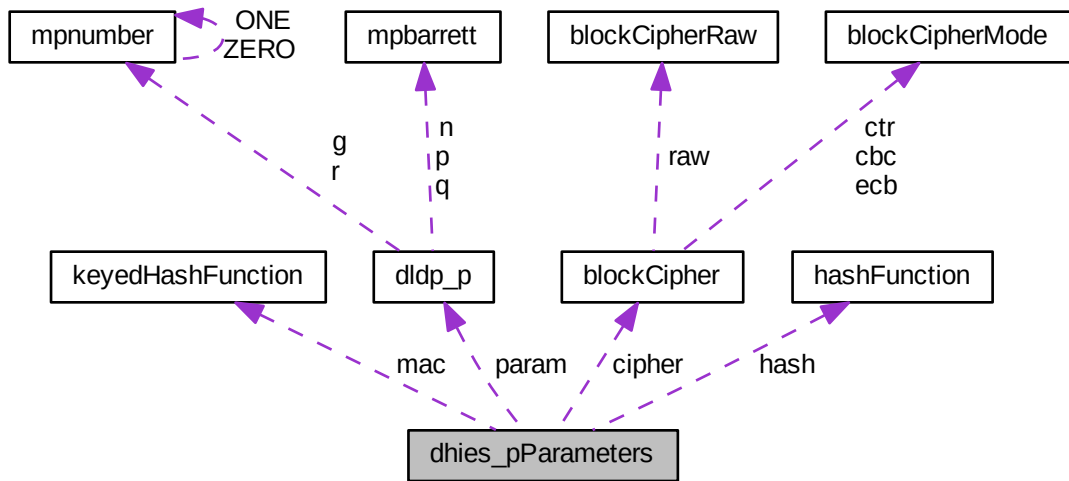 mpnumber
ONE
ZERO
mpbarrett
blockCipherRaw
blockCipherMode
g
r
n
p
q
raw
ctr
cbc
ecb
keyedHashFunction
dldp_p
blockCipher
hashFunction
mac
param
cipher
hash
dhies_pParameters